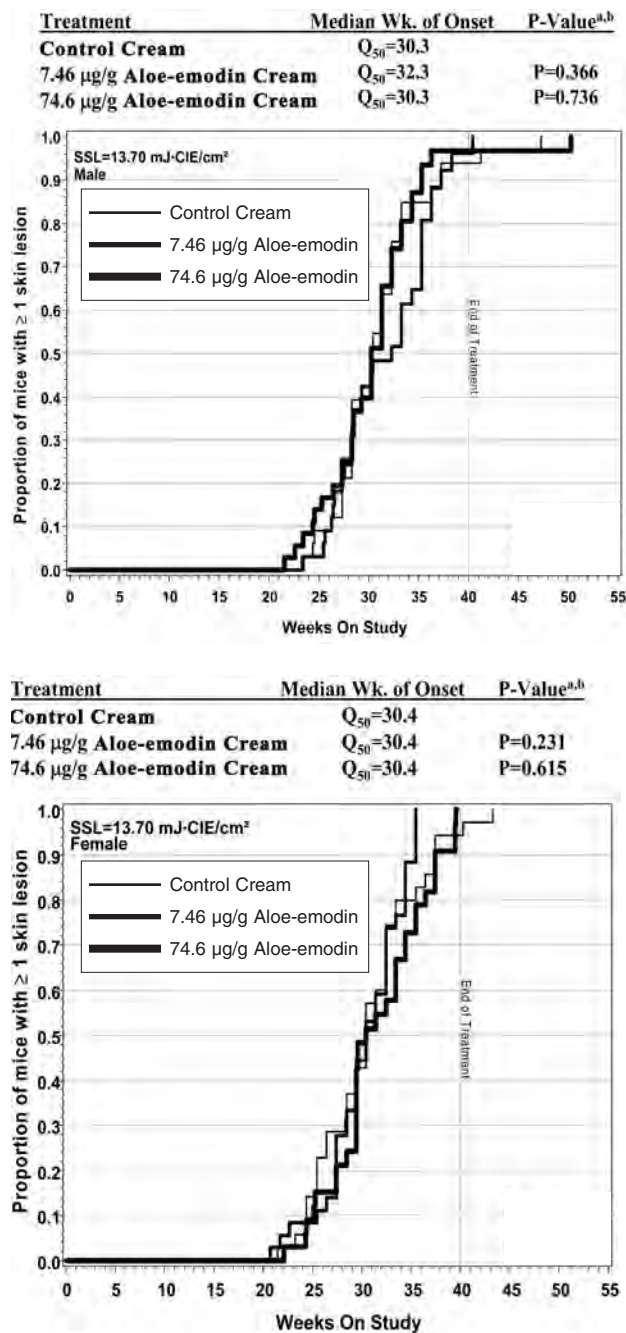 Treatment Median Wk. of Onset P-Value^a,b
Control Cream Q₅₀=30.3
7.46 µg/g Aloe-emodin Cream Q₅₀=32.3 P=0.366
74.6 µg/g Aloe-emodin Cream Q₅₀=30.3 P=0.736
1.0
SSL=13.70 mJ·CIE/cm²
Male
0.9
Control Cream
0.8
7.46 µg/g Aloe-emodin
0.7
74.6 µg/g Aloe-emodin
0.6
0.5
0.4
0.3
0.2
0.1
0.0
Proportion of mice with ≥ 1 skin lesion
End of Treatment
0 5 10 15 20 25 30 35 40 45 50 55
Weeks On Study
Treatment Median Wk. of Onset P-Value^a,b
Control Cream Q₅₀=30.4
7.46 µg/g Aloe-emodin Cream Q₅₀=30.4 P=0.231
74.6 µg/g Aloe-emodin Cream Q₅₀=30.4 P=0.615
1.0
SSL=13.70 mJ·CIE/cm²
Female
0.9
Control Cream
0.8
7.46 µg/g Aloe-emodin
0.7
74.6 µg/g Aloe-emodin
0.6
0.5
0.4
0.3
0.2
0.1
0.0
Proportion of mice with ≥ 1 skin lesion
End of Treatment
0 5 10 15 20 25 30 35 40 45 50 55
Weeks On Study